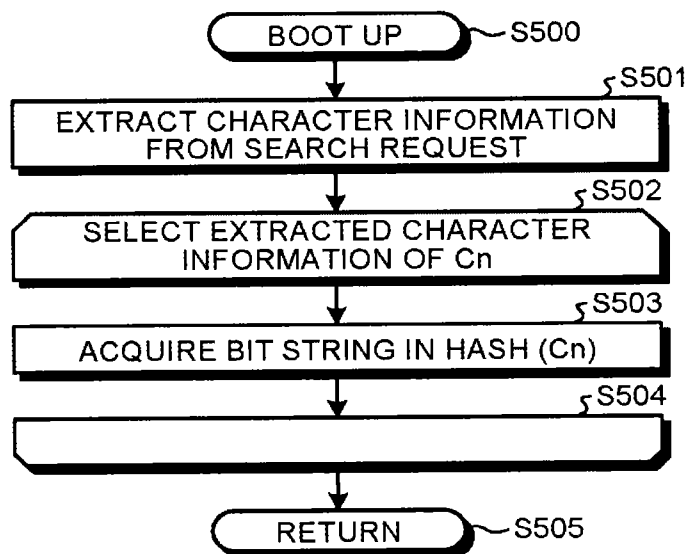 BOOT UP
S500
S501
EXTRACT CHARACTER INFORMATION
FROM SEARCH REQUEST
S502
SELECT EXTRACTED CHARACTER
INFORMATION OF Cn
S503
ACQUIRE BIT STRING IN HASH (Cn)
S504
RETURN
S505